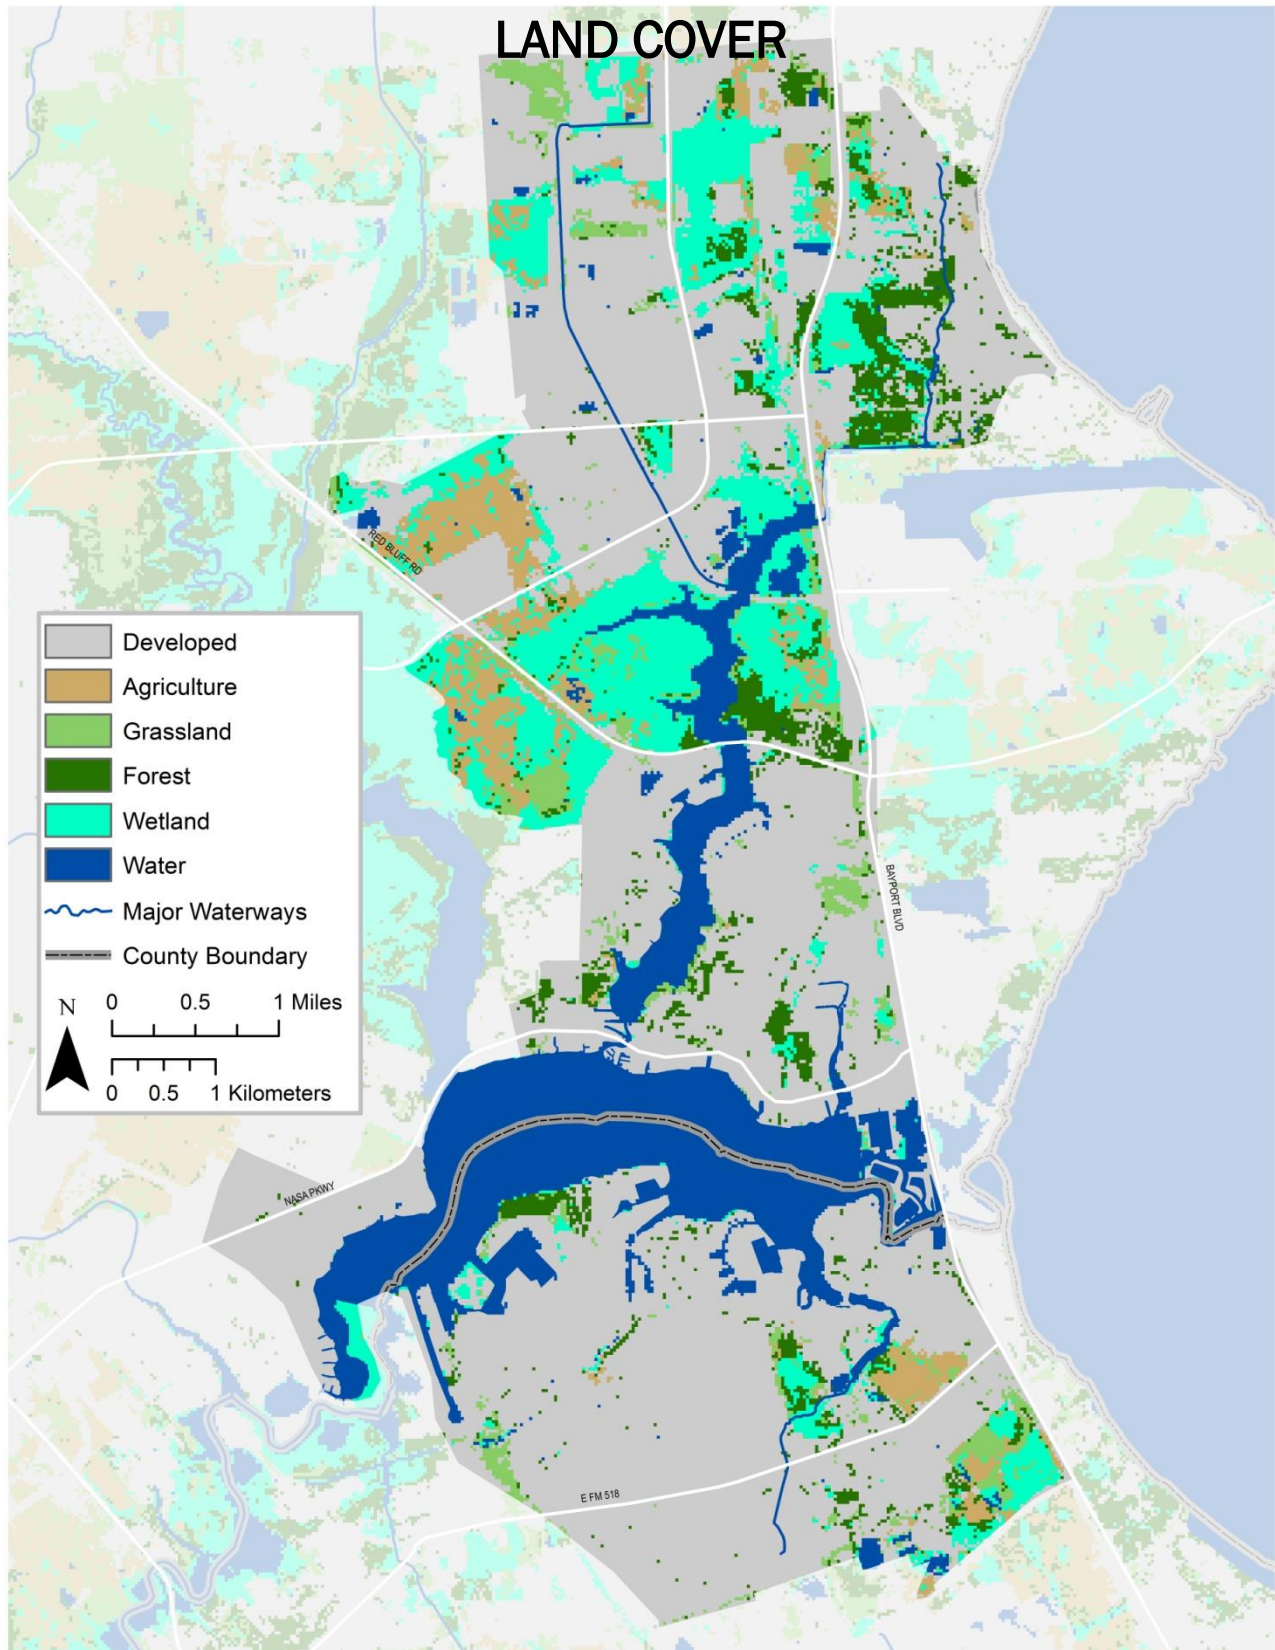 LAND COVER
RED BLUFF RD
Developed
Agriculture
Grassland
Forest
Wetland
Water
Major Waterways
County Boundary
N
0 0.5 1 Miles
0 0.5 1 Kilometers
BAYPORT BLVD
NASA PKWY
E FM 518